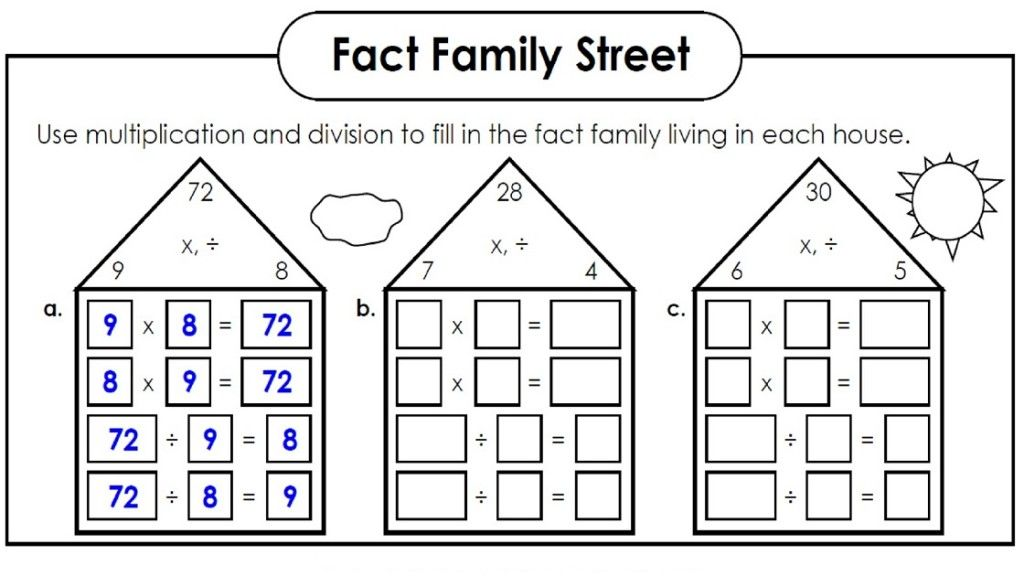 Fact Family Street
Use multiplication and division to fill in the fact family living in each house.
72
x, ÷
9 8
28
x, ÷
7 4
30
x, ÷
6 5
a.
9 x 8 = 72
8 x 9 = 72
72 ÷ 9 = 8
72 ÷ 8 = 9
b.
x =
x =
÷ =
÷ =
c.
x =
x =
÷ =
÷ =